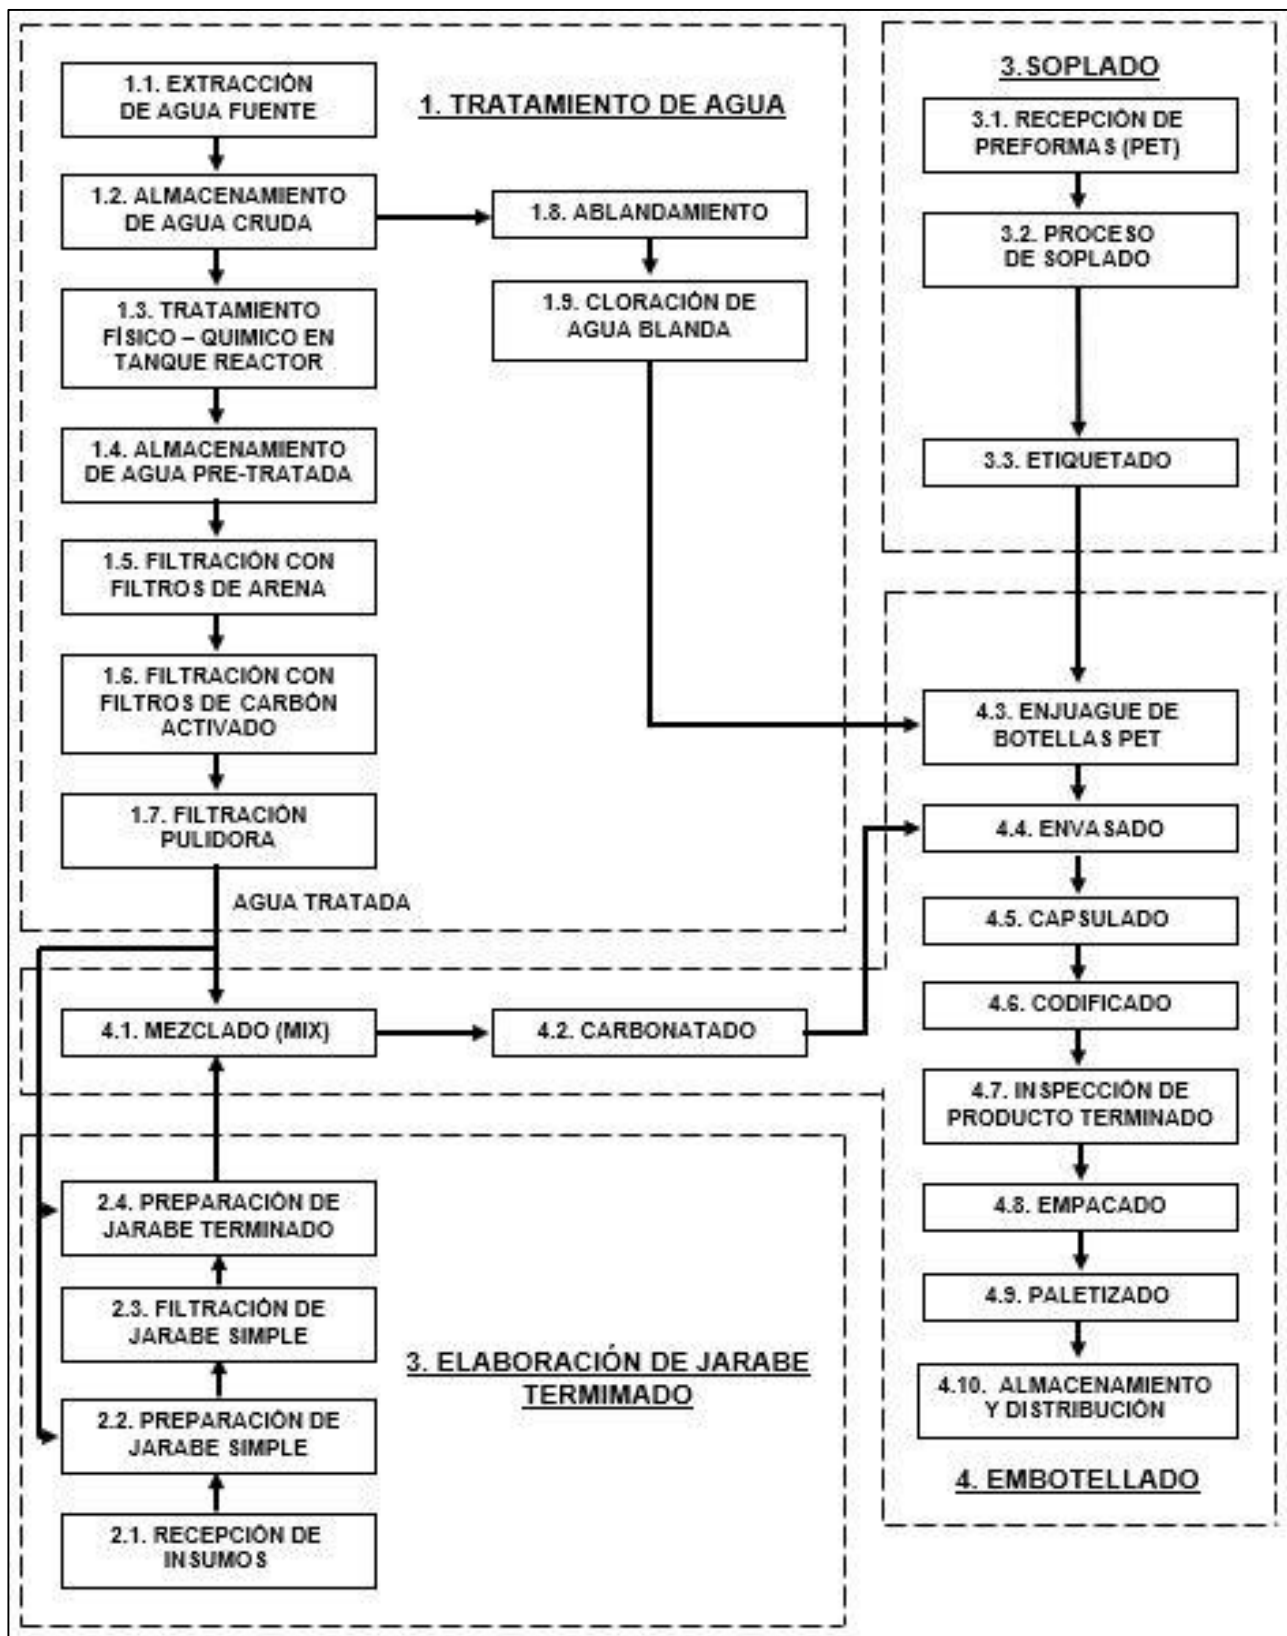 1. TRATAMIENTO DE AGUA
1.1. EXTRACCIÓN
DE AGUA FUENTE
1.2. ALMACENAMIENTO
DE AGUA CRUDA
1.3. TRATAMIENTO
FÍSICO – QUIMICO EN
TANQUE REACTOR
1.4. ALMACENAMIENTO
DE AGUA PRE-TRATADA
1.5. FILTRACIÓN CON
FILTROS DE ARENA
1.6. FILTRACIÓN CON
FILTROS DE CARBÓN
ACTIVADO
1.7. FILTRACIÓN
PULIDORA
AGUA TRATADA
1.8. ABLANDAMIENTO
1.9. CLORACIÓN DE
AGUA BLANDA
3.SOPLADO
3.1. RECEPCIÓN DE
PREFORMAS (PET)
3.2. PROCESO
DE SOPLADO
3.3. ETIQUETADO
4.1. MEZCLADO (MIX)
4.2. CARBONATADO
4.3. ENJUAGUE DE
BOTELLAS PET
4.4. ENVASADO
4.5. CAPSULADO
4.6. CODIFICADO
4.7. INSPECCIÓN DE
PRODUCTO TERMINADO
4.8. EMPACADO
4.9. PALETIZADO
4.10. ALMACENAMIENTO
Y DISTRIBUCIÓN
4. EMBOTELLADO
2.4. PREPARACIÓN DE
JARABE TERMINADO
2.3. FILTRACIÓN DE
JARABE SIMPLE
2.2. PREPARACIÓN DE
JARABE SIMPLE
2.1. RECEPCIÓN DE
INSUMOS
3. ELABORACIÓN DE JARABE
TERMIMADO